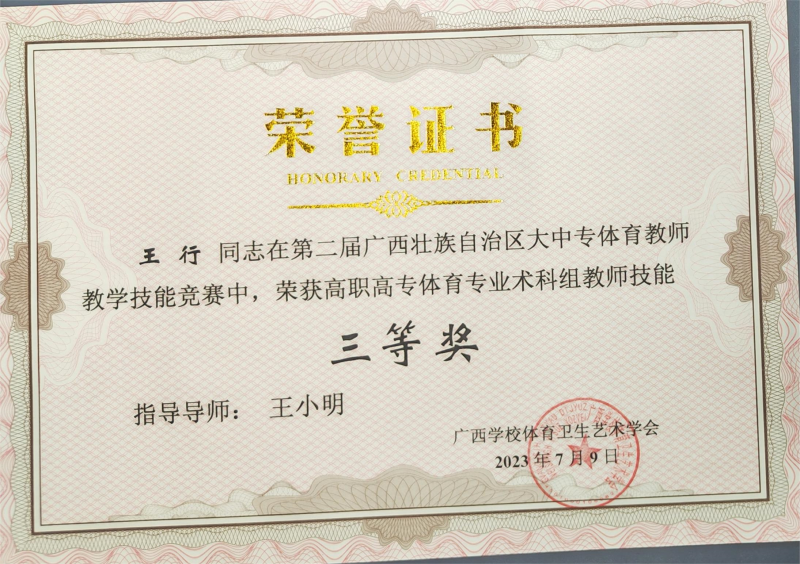 荣誉证书
HONORARY CREDENTIAL
王行 同志在第二届广西壮族自治区大中专体育教师
教学技能竞赛中，荣获高职高专体育专业术科组教师技能
三等奖
指导导师： 王小明
广西学校体育卫生艺术学会
2023年7月9日